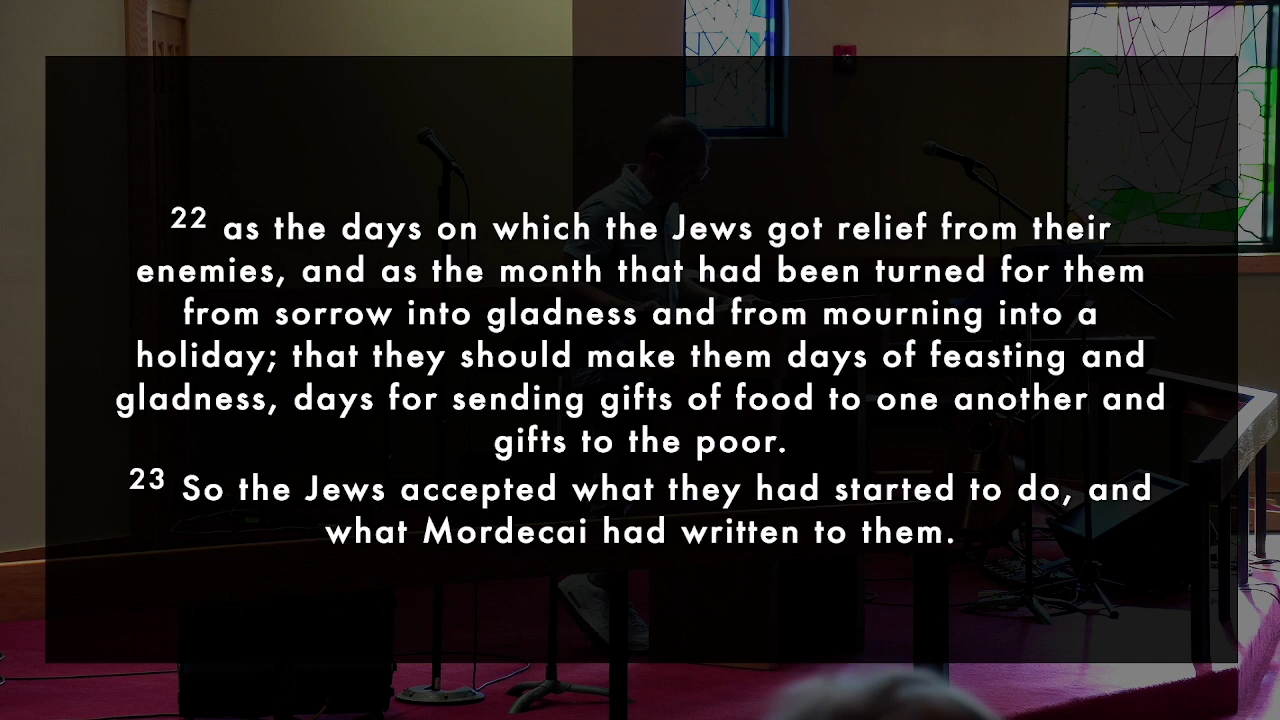 22 as the days on which the Jews got relief from their
enemies, and as the month that had been turned for them
from sorrow into gladness and from mourning into a
holiday; that they should make them days of feasting and
gladness, days for sending gifts of food to one another and
gifts to the poor.
23 So the Jews accepted what they had started to do, and
what Mordecai had written to them.